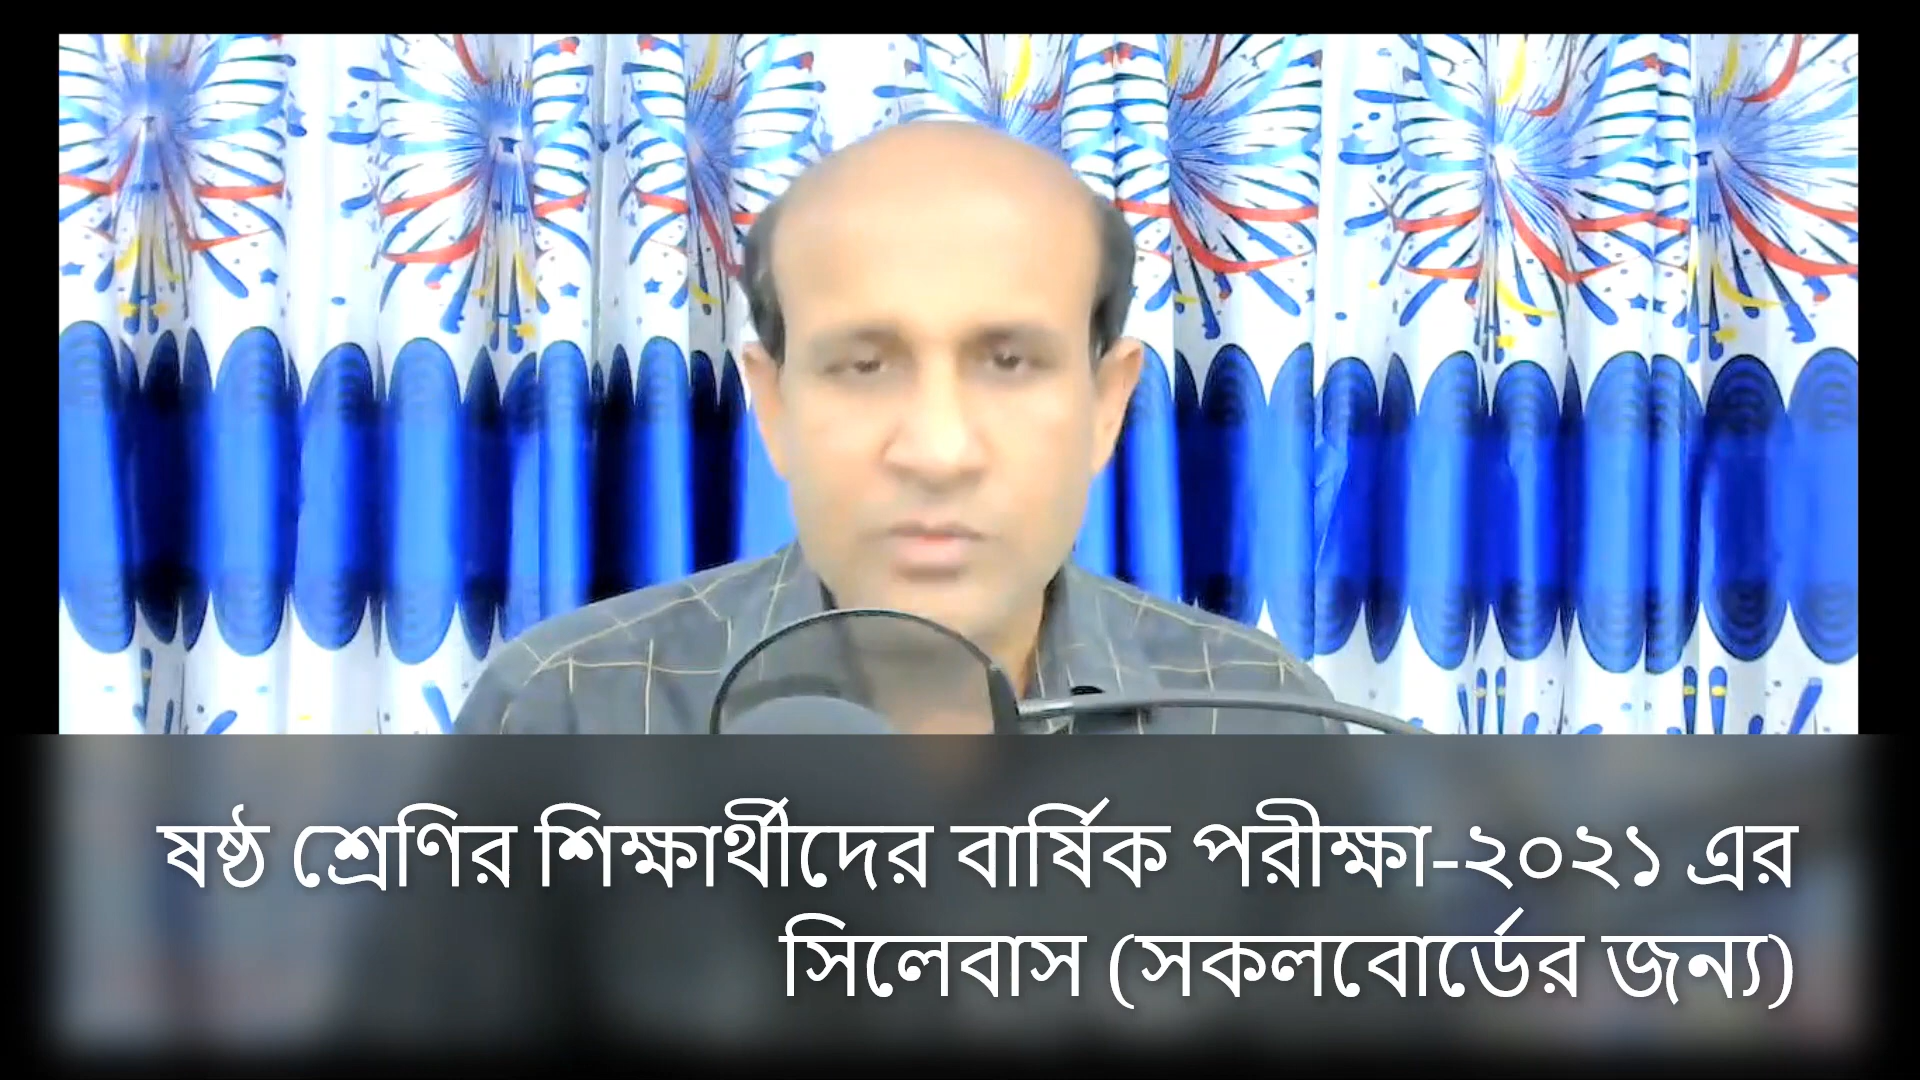 ষষ্ঠ শ্রেণির শিক্ষার্থীদের বার্ষিক পরীক্ষা-২০২১ এর
সিলেবাস (সকলবোর্ডের জন্য)